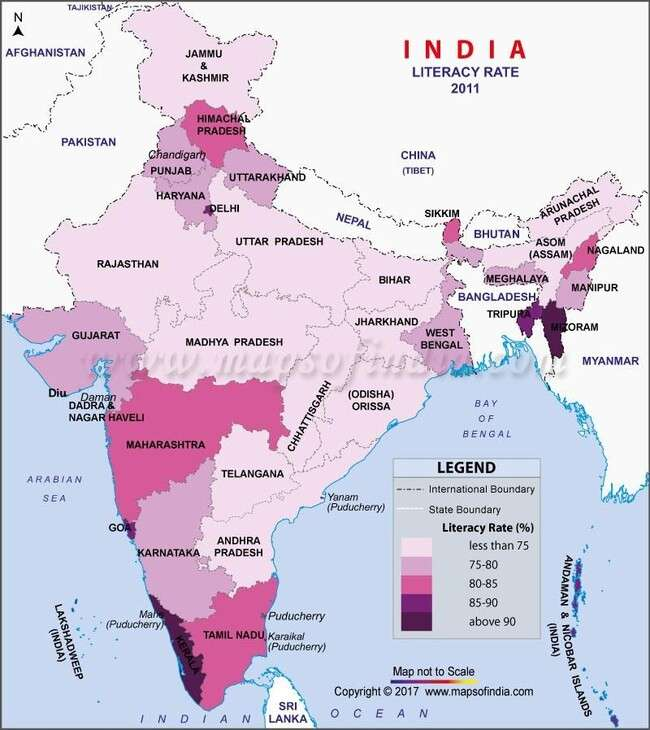 N
TAJIKISTAN
AFGHANISTAN
INDIA
LITERACY RATE
2011
JAMMU
&
KASHMIR
HIMACHAL
PRADESH
PAKISTAN
Chandigarh
PUNJAB
UTTARAKHAND
CHINA
(TIBET)
HARYANA
DELHI
NEPAL
SIKKIM
BHUTAN
ARUNACHAL
PRADESH
UTTAR PRADESH
RAJASTHAN
ASOM
(ASSAM)
NAGALAND
BIHAR
MEGHALAYA
MANIPUR
BANGLADESH
TRIPURA
MIZORAM
GUJARAT
MADHYA PRADESH
JHARKHAND
WEST
BENGAL
MYANMAR
www.mapsofindia.com
Diu
Daman
DADRA &
NAGAR HAVELI
CHHATTISGARH
(ODISHA)
ORISSA
BAY
OF
BENGAL
MAHARASHTRA
ARABIAN
SEA
TELANGANA
Yanam
(Puducherry)
GOA
KARNATAKA
ANDHRA
PRADESH
LEGEND
International Boundary
State Boundary
Literacy Rate (%)
less than 75
75-80
80-85
85-90
above 90
LAKSHADWEEP
(INDIA)
Mahe
(Puducherry)
KERALA
TAMIL NADU
Puducherry
Karaikal
(Puducherry)
ANDAMAN & NICOBAR ISLANDS
(INDIA)
Map not to Scale
Copyright © 2017 www.mapsofindia.com
SRI
LANKA
INDIAN OCEAN